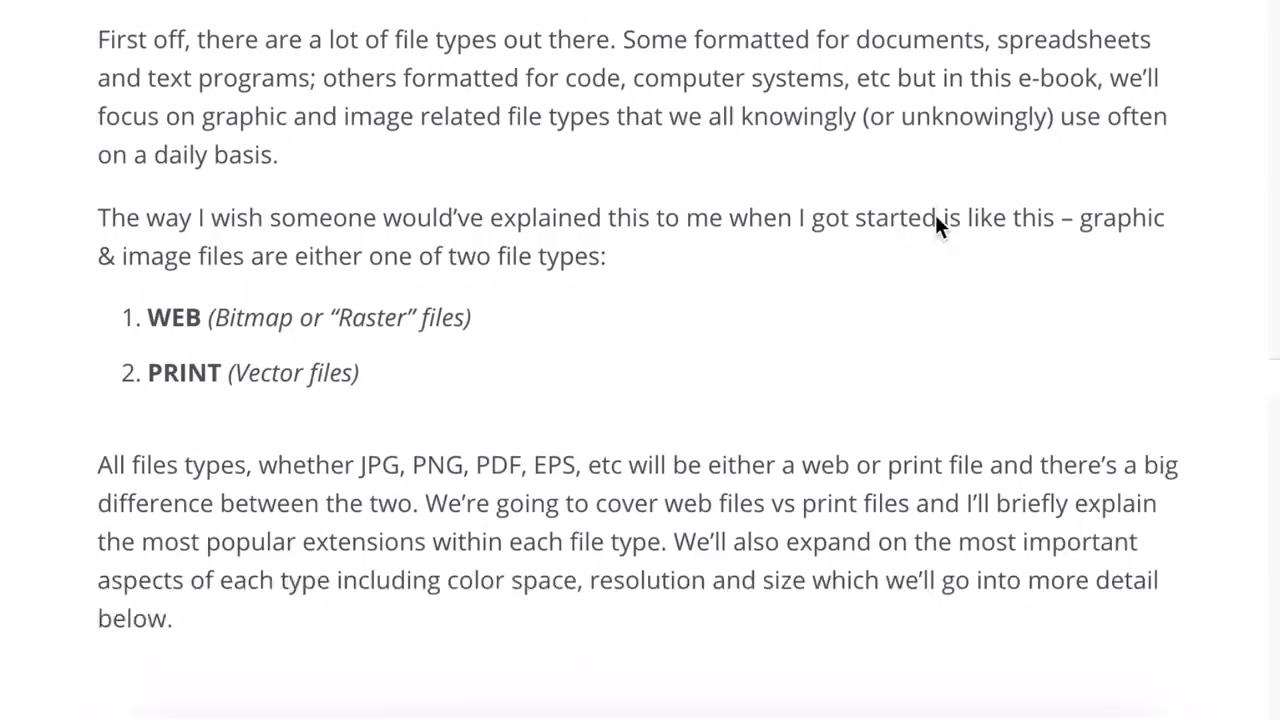 First off, there are a lot of file types out there. Some formatted for documents, spreadsheets
and text programs; others formatted for code, computer systems, etc but in this e-book, we’ll
focus on graphic and image related file types that we all knowingly (or unknowingly) use often
on a daily basis.
The way I wish someone would’ve explained this to me when I got started is like this – graphic
& image files are either one of two file types:
1. WEB (Bitmap or “Raster” files)
2. PRINT (Vector files)
All files types, whether JPG, PNG, PDF, EPS, etc will be either a web or print file and there’s a big
difference between the two. We’re going to cover web files vs print files and I’ll briefly explain
the most popular extensions within each file type. We’ll also expand on the most important
aspects of each type including color space, resolution and size which we’ll go into more detail
below.